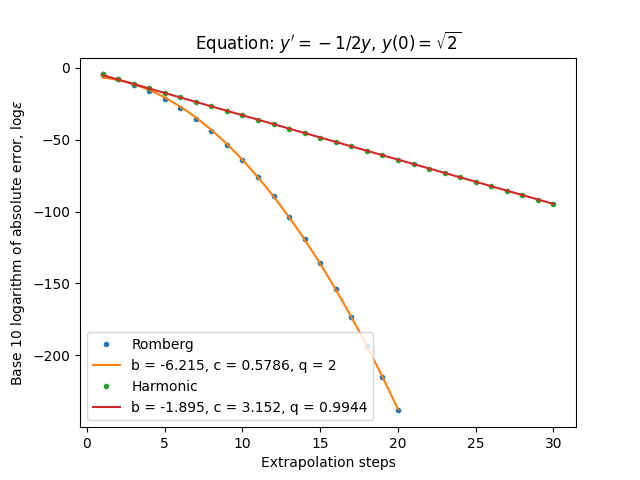 Equation: y′ = −1/2y, y(0) = √2
Base 10 logarithm of absolute error, logε
0
−50
−100
−150
−200
Romberg
b = -6.215, c = 0.5786, q = 2
Harmonic
b = -1.895, c = 3.152, q = 0.9944
0 5 10 15 20 25 30
Extrapolation steps